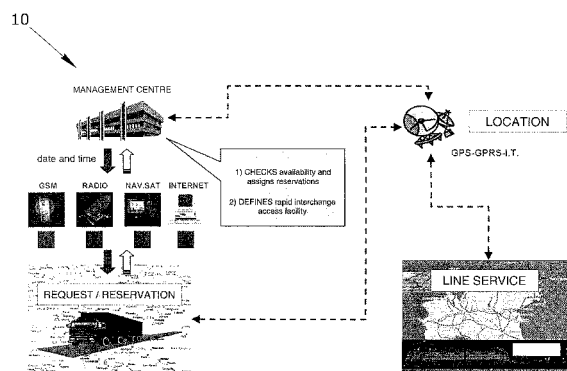 10
MANAGEMENT CENTRE
LOCATION
GPS-GPRS-I.T.
date and time
1) CHECKS availability and
assigns reservations
2) DEFINES rapid interchange
access facility
GSM RADIO NAV.SAT INTERNET
REQUEST / RESERVATION
LINE SERVICE